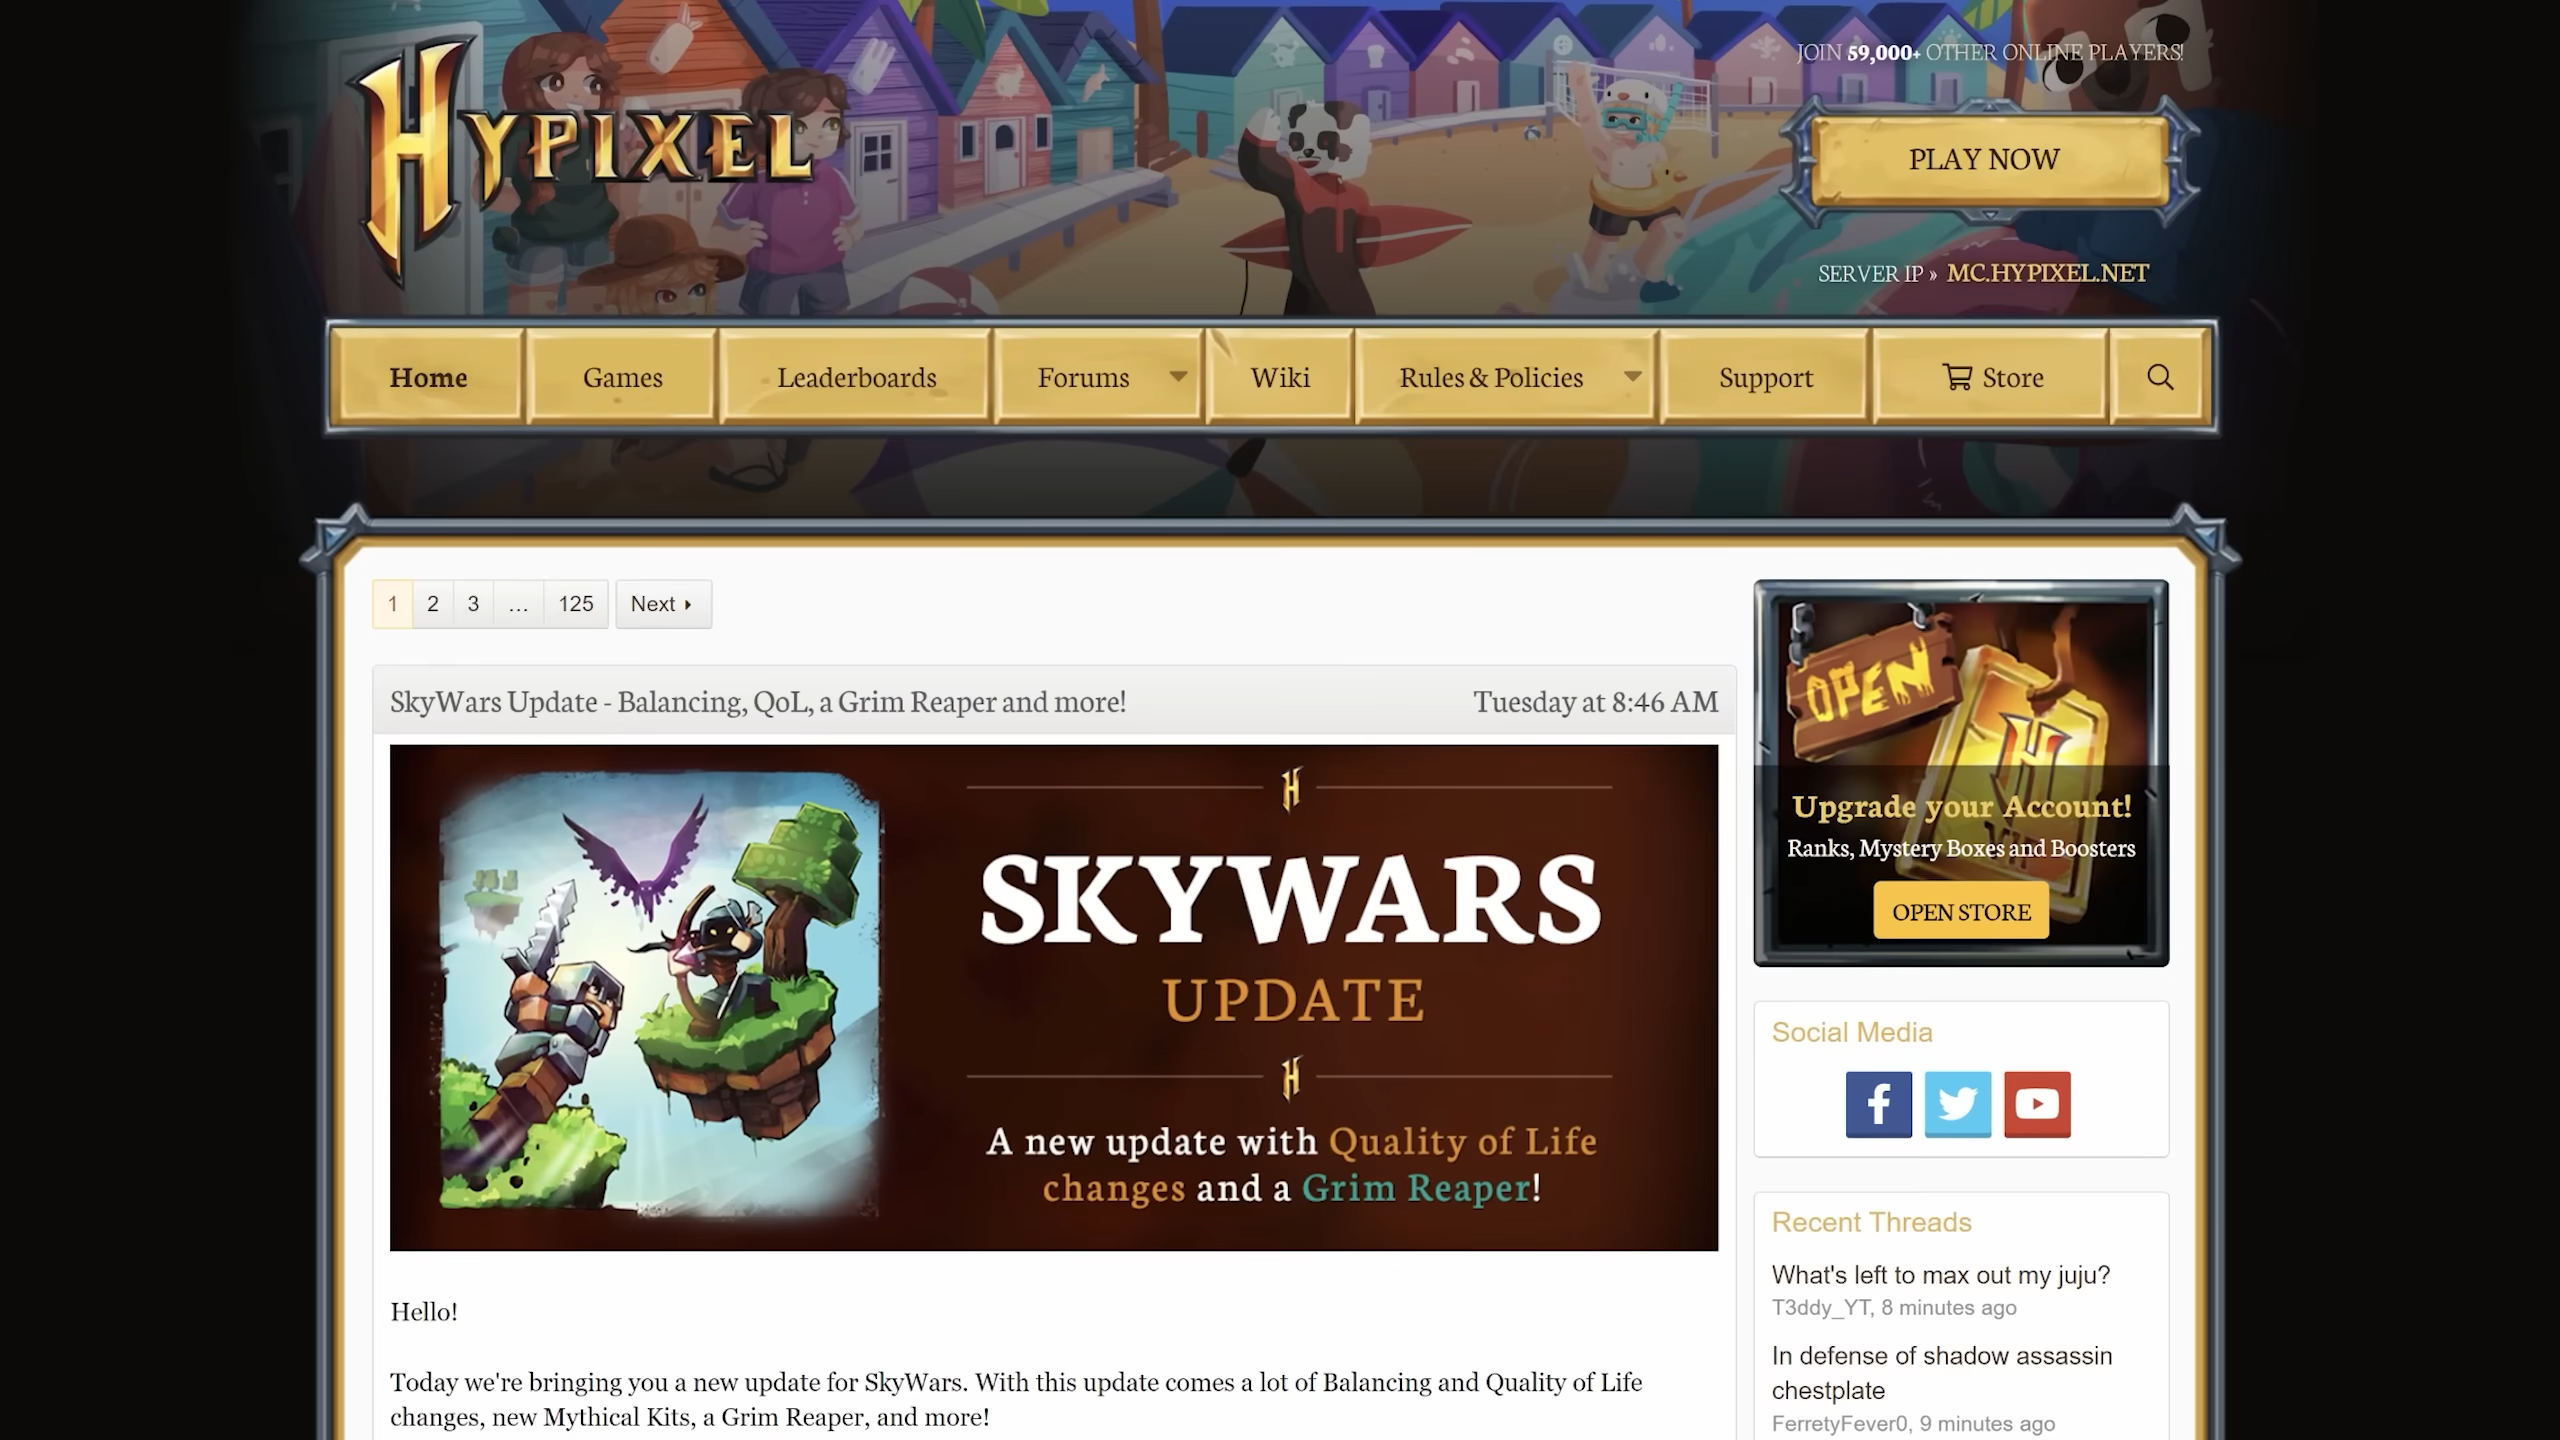 HYPIXEL
JOIN 59,000+ OTHER ONLINE PLAYERS!
PLAY NOW
SERVER IP » MC.HYPIXEL.NET
Home
Games
Leaderboards
Forums
Wiki
Rules & Policies
Support
Store
1 2 3 ... 125 Next
SkyWars Update - Balancing, QoL, a Grim Reaper and more!
Tuesday at 8:46 AM
H
SKYWARS
UPDATE
H
A new update with Quality of Life
changes and a Grim Reaper!
Hello!
Today we're bringing you a new update for SkyWars. With this update comes a lot of Balancing and Quality of Life
changes, new Mythical Kits, a Grim Reaper, and more!
OPEN
H
VIP
Upgrade your Account!
Ranks, Mystery Boxes and Boosters
OPEN STORE
Social Media
Recent Threads
What's left to max out my juju?
T3ddy_YT, 8 minutes ago
In defense of shadow assassin
chestplate
FerretyFever0, 9 minutes ago